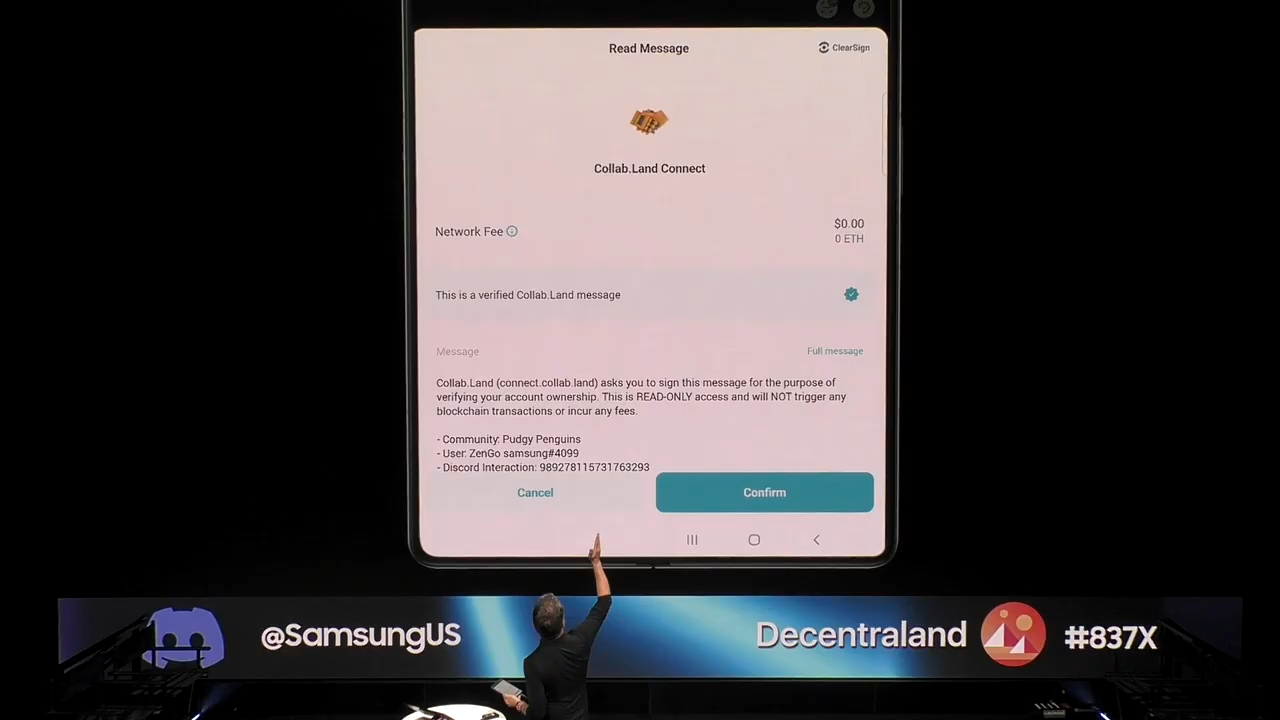 Read Message
ClearSign
Collab.Land Connect
Network Fee
$0.00
0 ETH
This is a verified Collab.Land message
Message
Full message
Collab.Land (connect.collab.land) asks you to sign this message for the purpose of
verifying your account ownership. This is READ-ONLY access and will NOT trigger any
blockchain transactions or incur any fees.
- Community: Pudgy Penguins
- User: ZenGo samsung#4099
- Discord Interaction: 989278115731763293
Cancel
Confirm
@SamsungUS
Decentraland
#837X